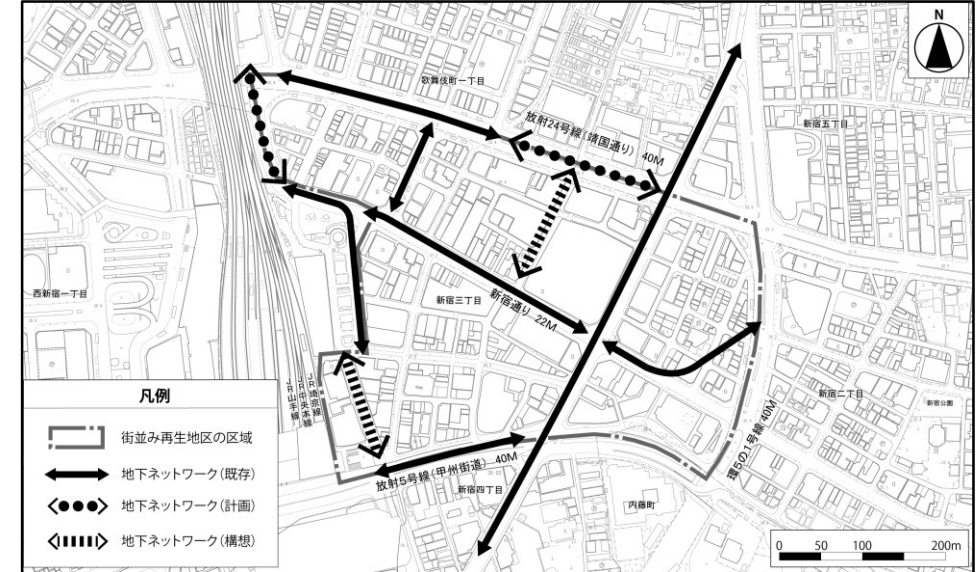 N
歌舞伎町一丁目
放射24号線(靖国通り) 40M
新宿五丁目
西新宿一丁目
新宿三丁目
新宿通り 22M
JR山手線
JR中央本線
JR埼京線
新宿二丁目
新宿公園
環5の1号線 40M
放射5号線(甲州街道) 40M
新宿四丁目
内藤町
凡例
街並み再生地区の区域
地下ネットワーク(既存)
地下ネットワーク(計画)
地下ネットワーク(構想)
0 50 100 200m